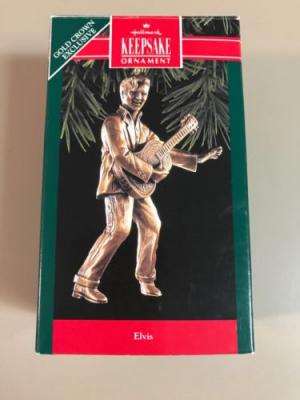 GOLD CROWN
EXCLUSIVE
Hallmark
KEEPSAKE
ORNAMENT
Elvis